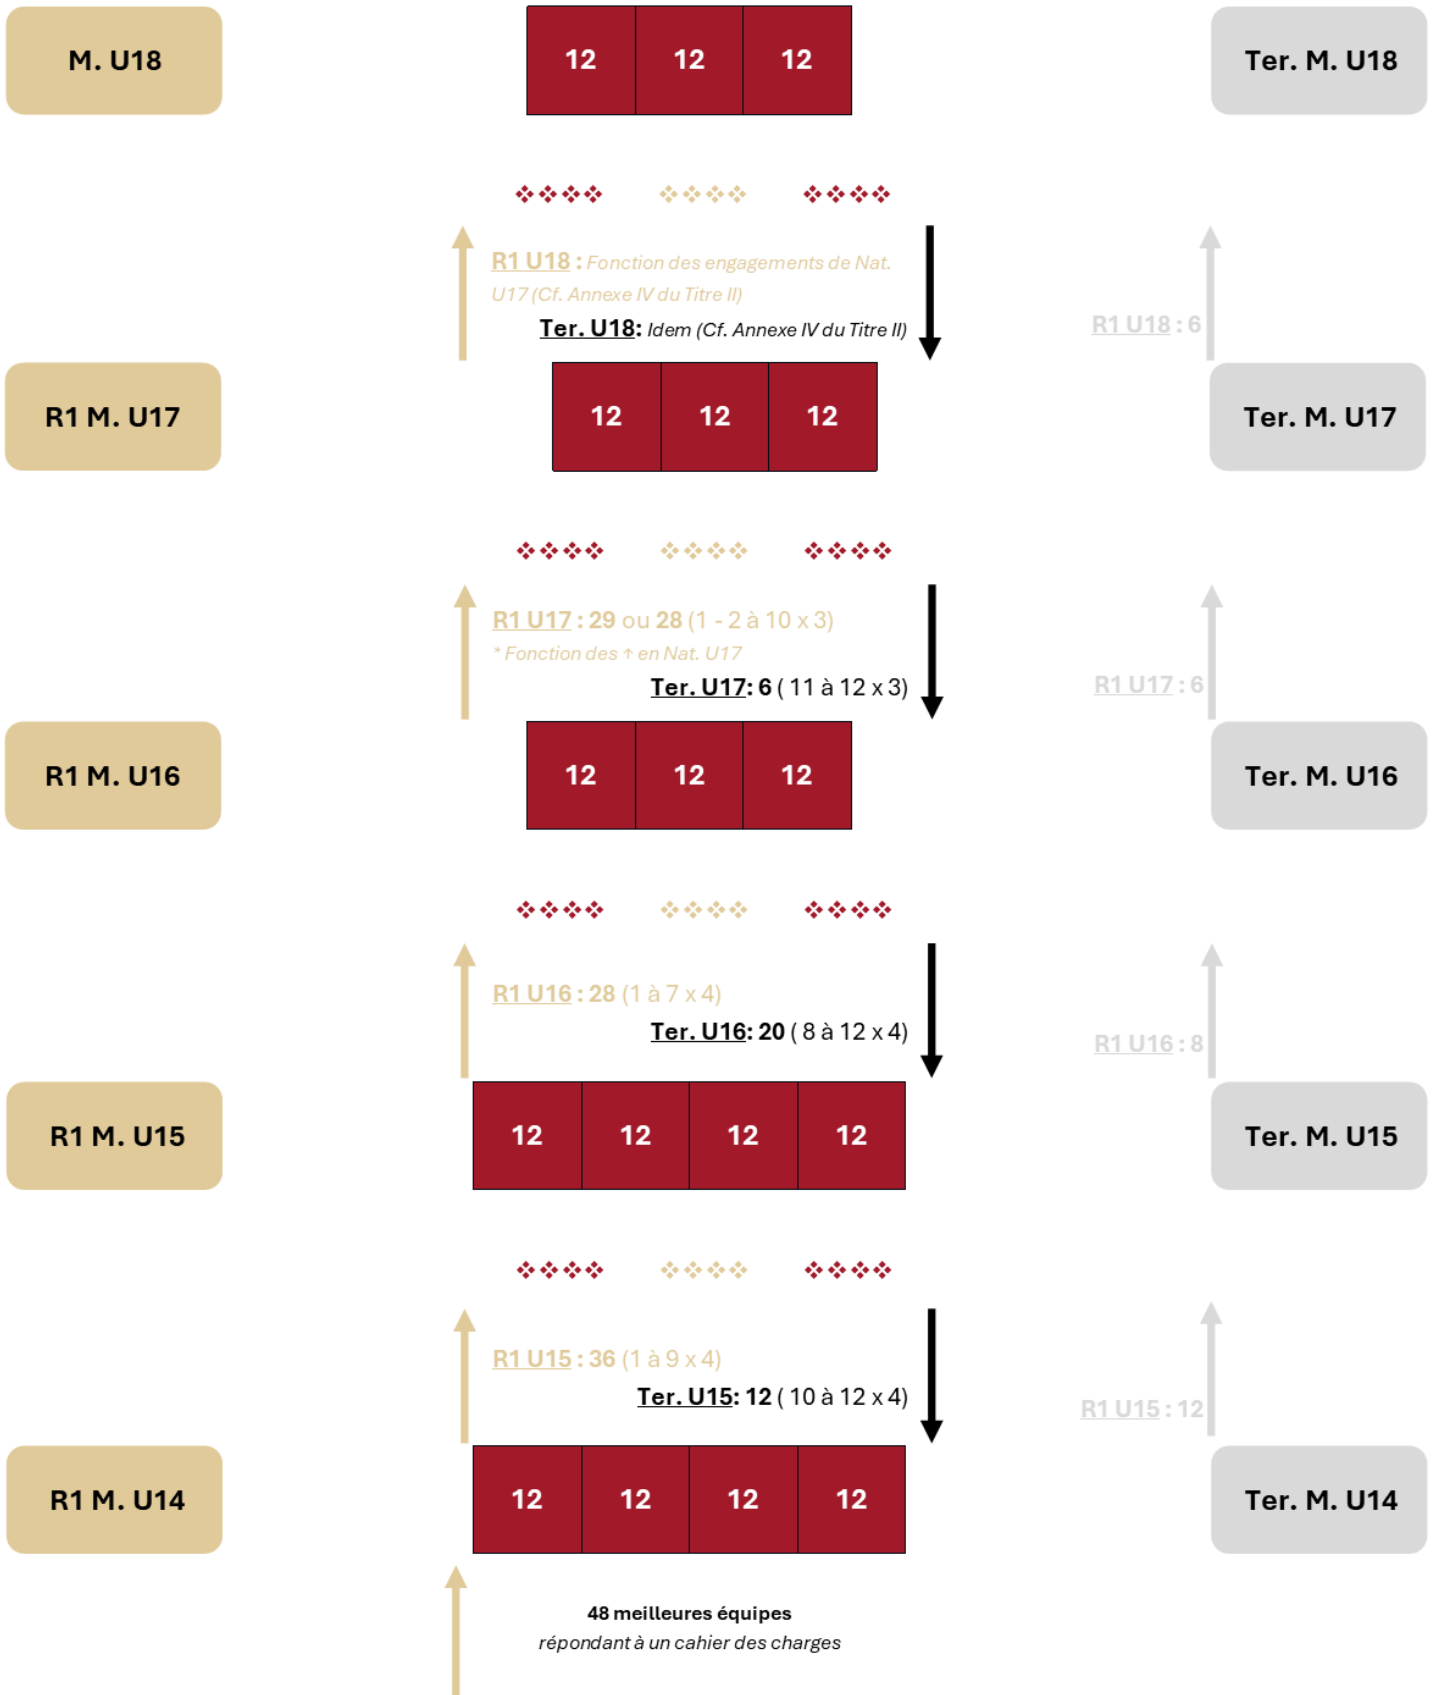 M. U18
12 12 12
Ter. M. U18
R1 U18 : Fonction des engagements de Nat.
U17 (Cf. Annexe IV du Titre II)
Ter. U18: Idem (Cf. Annexe IV du Titre II)
R1 U18 : 6
R1 M. U17
12 12 12
Ter. M. U17
R1 U17 : 29 ou 28 (1 - 2 à 10 x 3)
* Fonction des ↑ en Nat. U17
Ter. U17: 6 ( 11 à 12 x 3)
R1 U17 : 6
R1 M. U16
12 12 12
Ter. M. U16
R1 U16 : 28 (1 à 7 x 4)
Ter. U16: 20 ( 8 à 12 x 4)
R1 U16 : 8
R1 M. U15
12 12 12 12
Ter. M. U15
R1 U15 : 36 (1 à 9 x 4)
Ter. U15: 12 ( 10 à 12 x 4)
R1 U15 : 12
R1 M. U14
12 12 12 12
Ter. M. U14
48 meilleures équipes
répondant à un cahier des charges